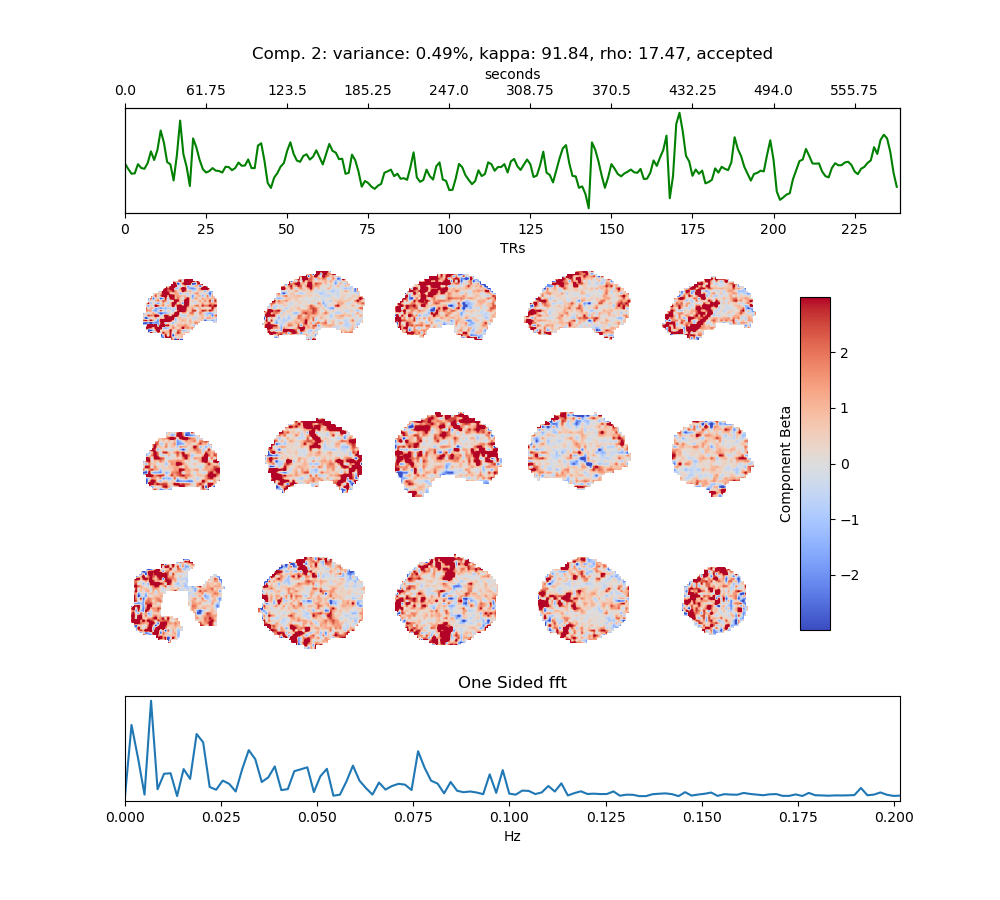 Comp. 2: variance: 0.49%, kappa: 91.84, rho: 17.47, accepted
seconds
0.0 61.75 123.5 185.25 247.0 308.75 370.5 432.25 494.0 555.75
0 25 50 75 100 125 150 175 200 225
TRs
2
1
0
−1
−2
Component Beta
One Sided fft
0.000 0.025 0.050 0.075 0.100 0.125 0.150 0.175 0.200
Hz